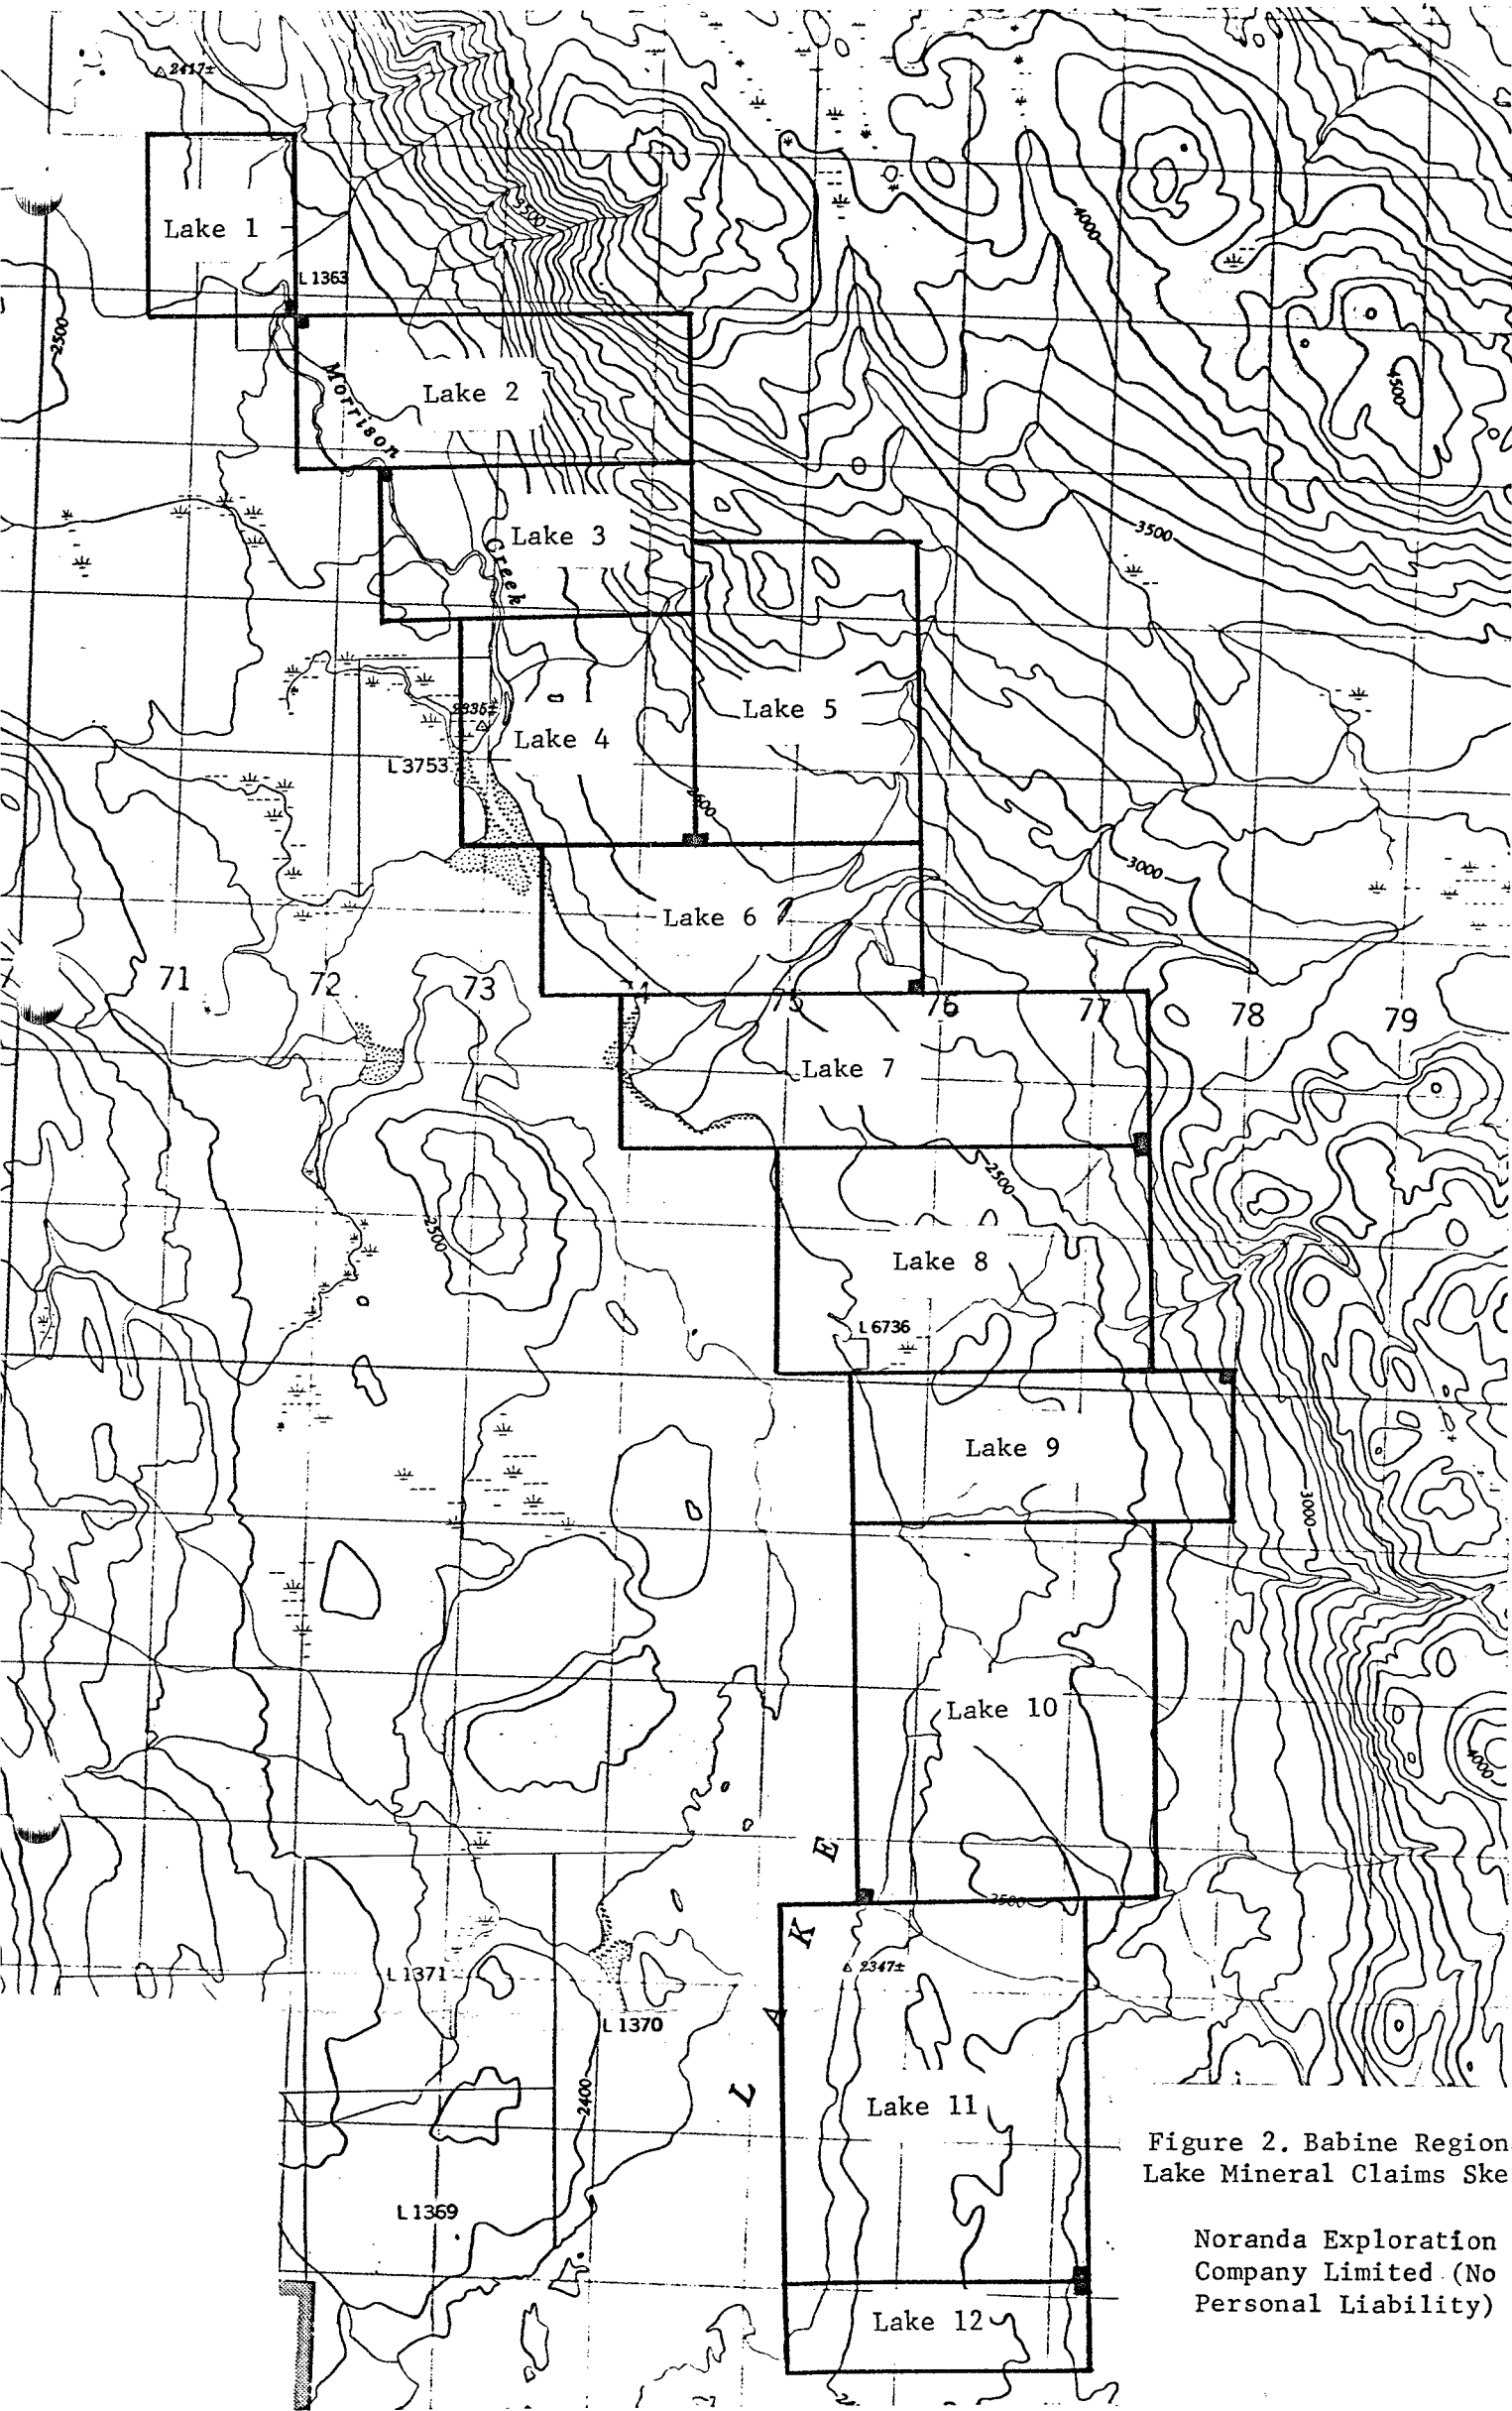 2417±
3500
4000
Lake 1
L 1363
2500
4500
Morrison
Lake 2
Creek
Lake 3
3500
2335±
Lake 5
Lake 4
L 3753
3000
Lake 6
71
72
73
75
76
77
78
79
Lake 7
2500
2500
Lake 8
L 6736
Lake 9
3000
Lake 10
4000
L A K E
3500
2347±
L 1371
L 1370
2400
Lake 11
Figure 2. Babine Region
Lake Mineral Claims Ske
L 1369
Noranda Exploration
Company Limited (No
Personal Liability)
Lake 12